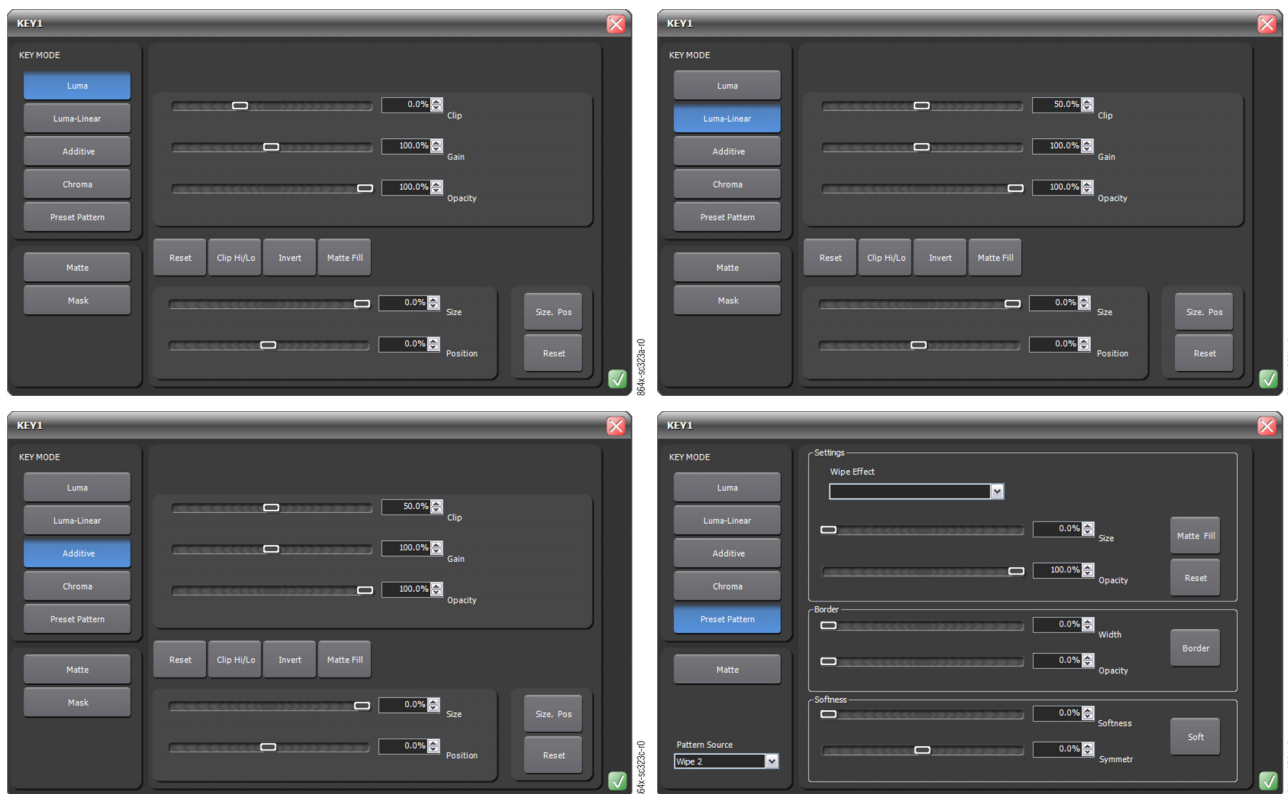 KEY1
KEY MODE
Luma
Luma-Linear
Additive
Chroma
Preset Pattern
Matte
Mask
0.0%
Clip
100.0%
Gain
100.0%
Opacity
Reset
Clip Hi/Lo
Invert
Matte Fill
0.0%
Size
0.0%
Position
Size. Pos
Reset
864x-sc323a-r0
KEY1
KEY MODE
Luma
Luma-Linear
Additive
Chroma
Preset Pattern
Matte
Mask
50.0%
Clip
100.0%
Gain
100.0%
Opacity
Reset
Clip Hi/Lo
Invert
Matte Fill
0.0%
Size
0.0%
Position
Size. Pos
Reset
KEY1
KEY MODE
Luma
Luma-Linear
Additive
Chroma
Preset Pattern
Matte
Mask
50.0%
Clip
100.0%
Gain
100.0%
Opacity
Reset
Clip Hi/Lo
Invert
Matte Fill
0.0%
Size
0.0%
Position
Size. Pos
Reset
864x-sc323c-r0
KEY1
KEY MODE
Luma
Luma-Linear
Additive
Chroma
Preset Pattern
Matte
Pattern Source
Wipe 2
Settings
Wipe Effect
0.0%
Size
100.0%
Opacity
Matte Fill
Reset
Border
0.0%
Width
0.0%
Opacity
Border
Softness
0.0%
Softness
0.0%
Symmetr
Soft